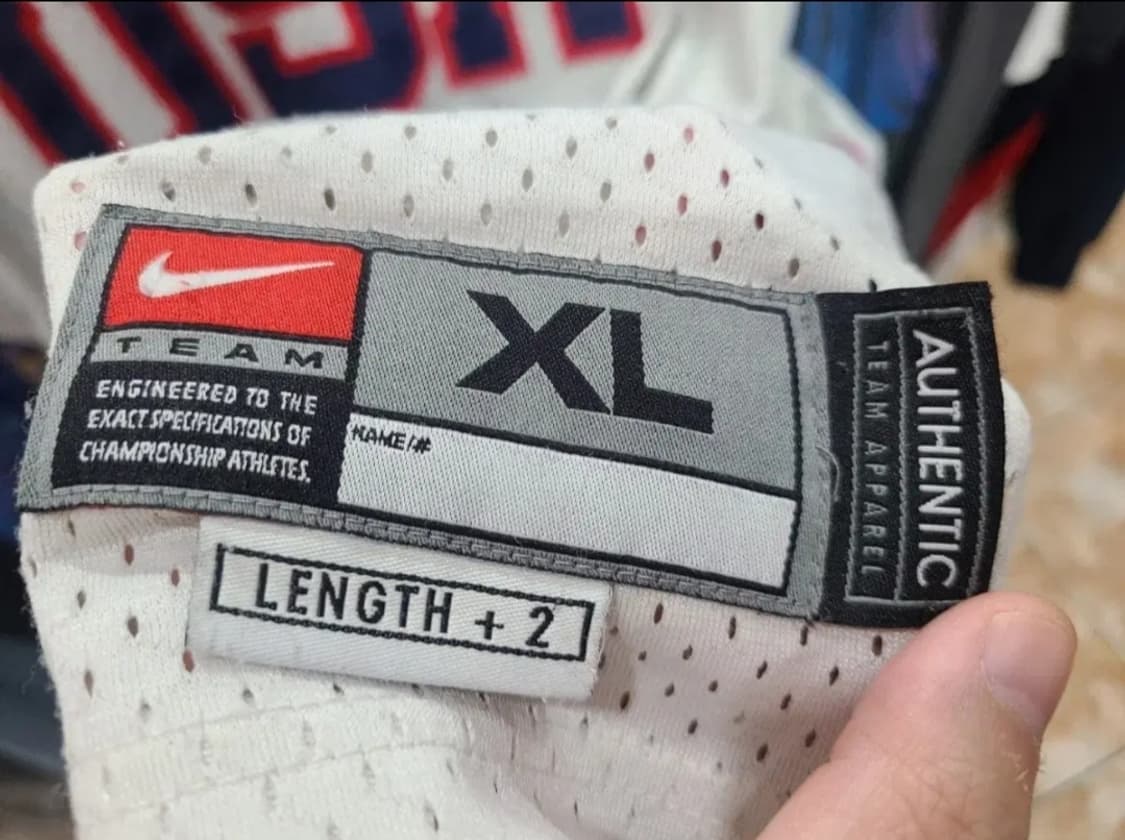 TEAM
ENGINEERED TO THE
EXACT SPECIFICATIONS OF
CHAMPIONSHIP ATHLETES.
XL
NAME/#
AUTHENTIC
TEAM APPAREL
LENGTH + 2